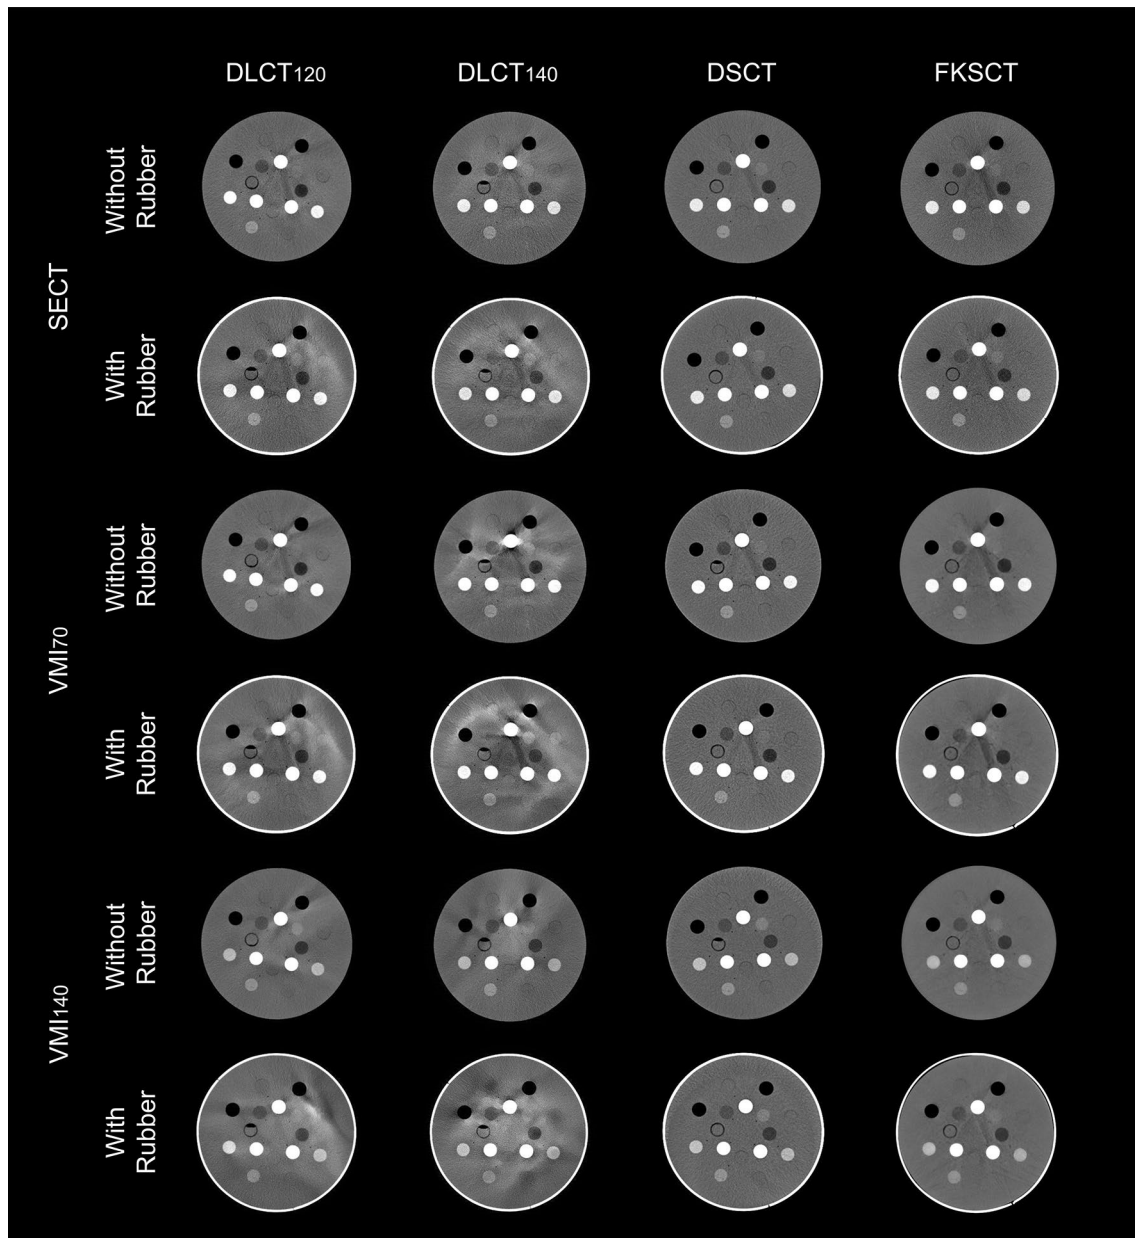 DLCT120 DLCT140 DSCT FKSCT
SECT
Without
Rubber
With
Rubber
VMI70
Without
Rubber
With
Rubber
VMI140
Without
Rubber
With
Rubber